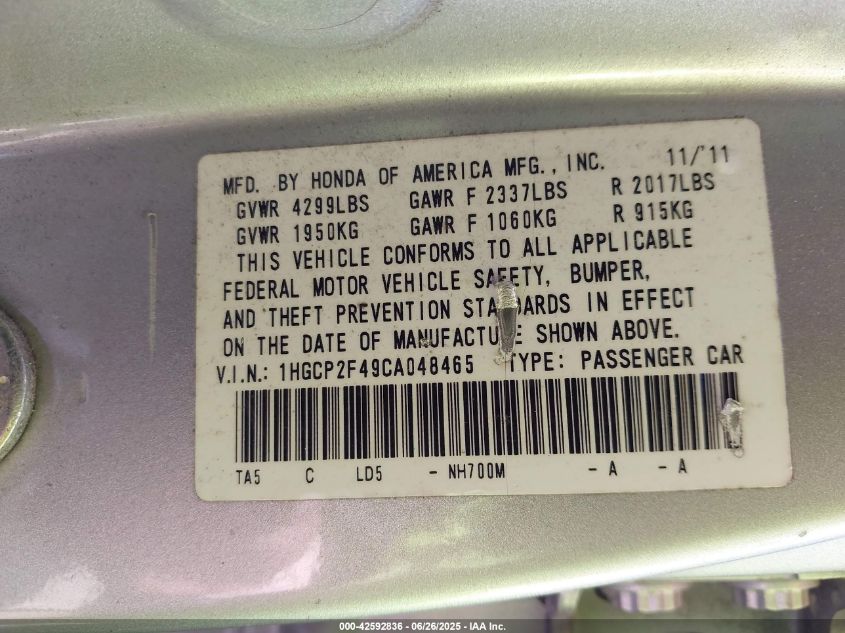 MFD. BY HONDA OF AMERICA MFG., INC. 11/'11
GVWR 4299LBS GAWR F 2337LBS R 2017LBS
GVWR 1950KG GAWR F 1060KG R 915KG
THIS VEHICLE CONFORMS TO ALL APPLICABLE
FEDERAL MOTOR VEHICLE SAFETY, BUMPER,
AND THEFT PREVENTION STANDARDS IN EFFECT
ON THE DATE OF MANUFACTURE SHOWN ABOVE.
V.I.N.: 1HGCP2F49CA048465 TYPE: PASSENGER CAR
TA5 C LD5 - NH700M - A - A
000-42592836 - 06/26/2025 - IAA Inc.